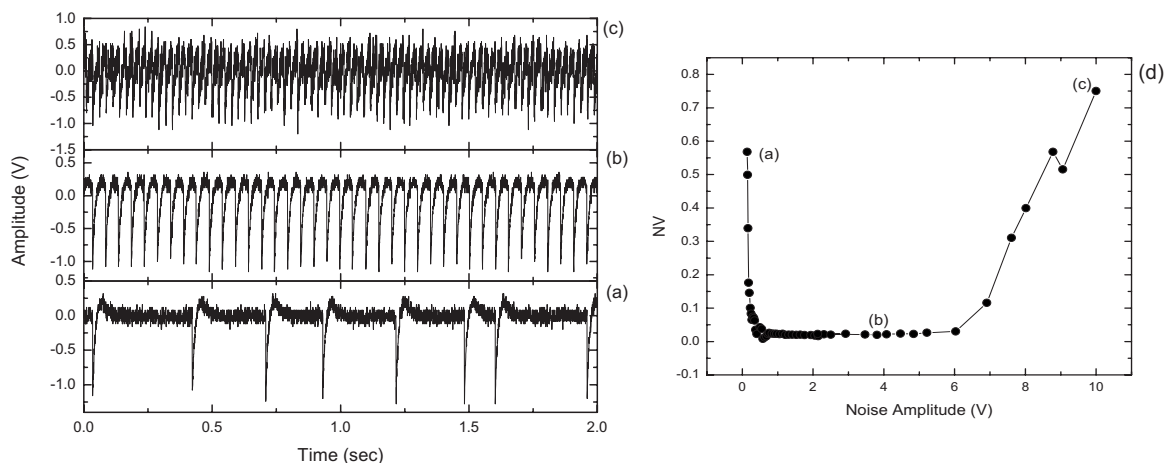 (c)
1.0
0.5
0.0
-0.5
-1.0
-1.5
(b)
0.5
0.0
-0.5
-1.0
(a)
0.5
0.0
-0.5
-1.0
Amplitude (V)
0.0 0.5 1.0 1.5 2.0
Time (sec)
(d)
0.8
0.7
0.6
0.5
0.4
0.3
0.2
0.1
0.0
-0.1
NV
(a)
(b)
(c)
0 2 4 6 8 10
Noise Amplitude (V)